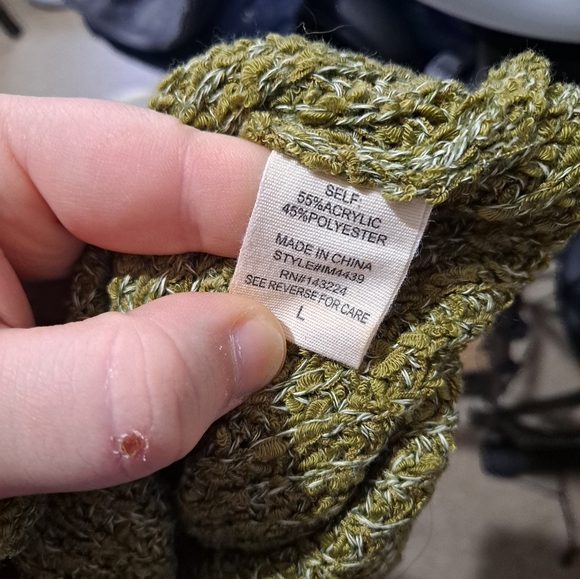 SELF:
55%ACRYLIC
45%POLYESTER
MADE IN CHINA
STYLE#IM4439
RN#143224
SEE REVERSE FOR CARE
L